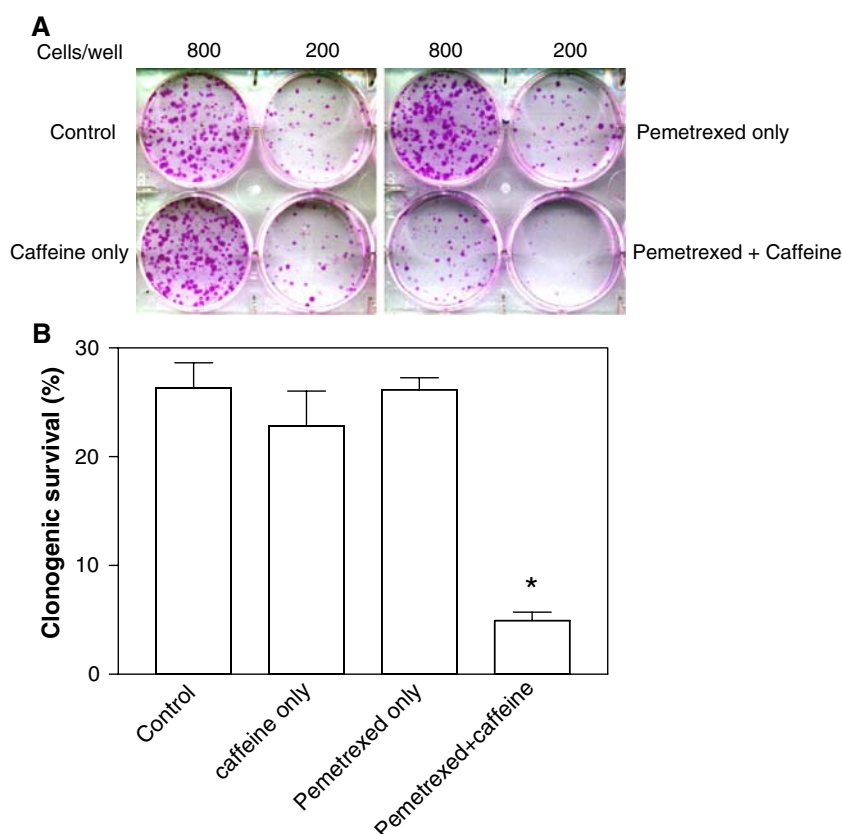 A
Cells/well 800 200 800 200
Control
Pemetrexed only
Caffeine only
Pemetrexed + Caffeine
B
Clonogenic survival (%)
30
20
10
0
*
Control
caffeine only
Pemetrexed only
Pemetrexed+caffeine